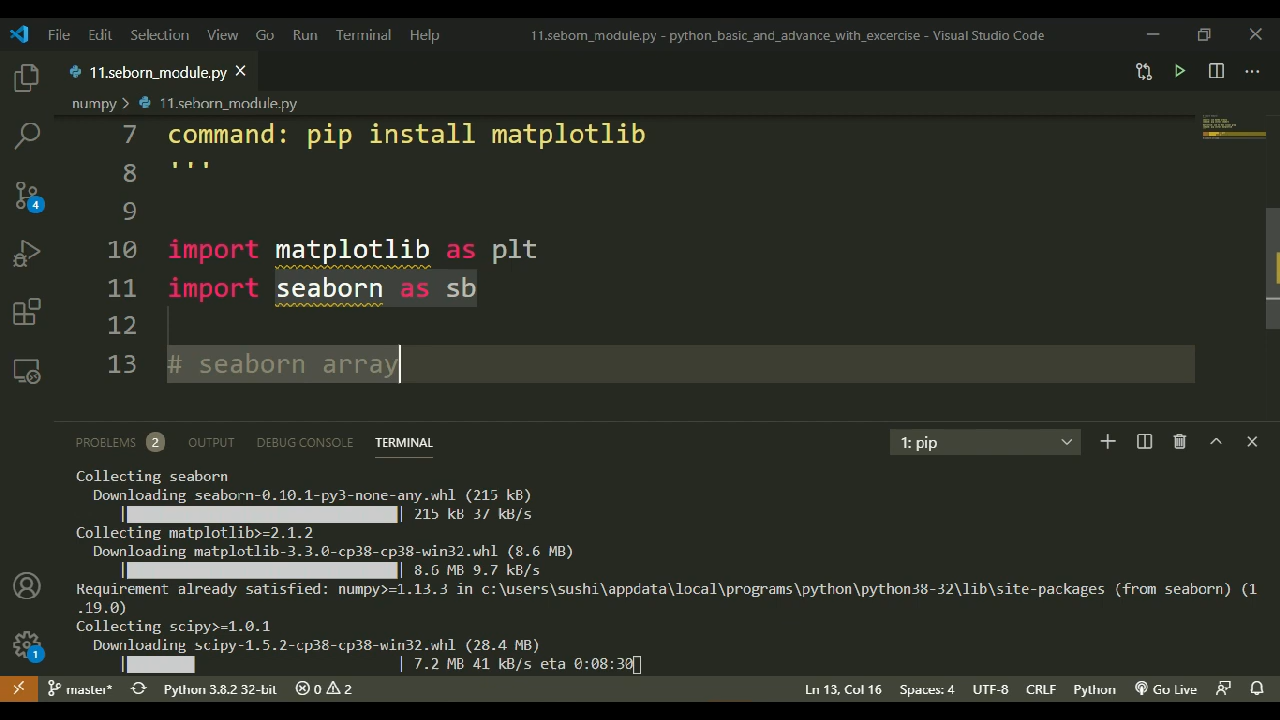 File Edit Selection View Go Run Terminal Help 11.seborn_module.py - python_basic_and_advance_with_excercise - Visual Studio Code
11.seborn_module.py
numpy > 11.seborn_module.py
7 command: pip install matplotlib
8 '''
9
10 import matplotlib as plt
11 import seaborn as sb
12
13 # seaborn array
4
1
PROBLEMS 2 OUTPUT DEBUG CONSOLE TERMINAL 1: pip
Collecting seaborn
Downloading seaborn-0.10.1-py3-none-any.whl (215 kB)
| 215 kB 37 kB/s
Collecting matplotlib>=2.1.2
Downloading matplotlib-3.3.0-cp38-cp38-win32.whl (8.6 MB)
| 8.6 MB 9.7 kB/s
Requirement already satisfied: numpy>=1.13.3 in c:\users\sushi\appdata\local\programs\python\python38-32\lib\site-packages (from seaborn) (1
.19.0)
Collecting scipy>=1.0.1
Downloading scipy-1.5.2-cp38-cp38-win32.whl (28.4 MB)
| 7.2 MB 41 kB/s eta 0:08:30
master* Python 3.8.2 32-bit 0 2 Ln 13, Col 16 Spaces: 4 UTF-8 CRLF Python Go Live